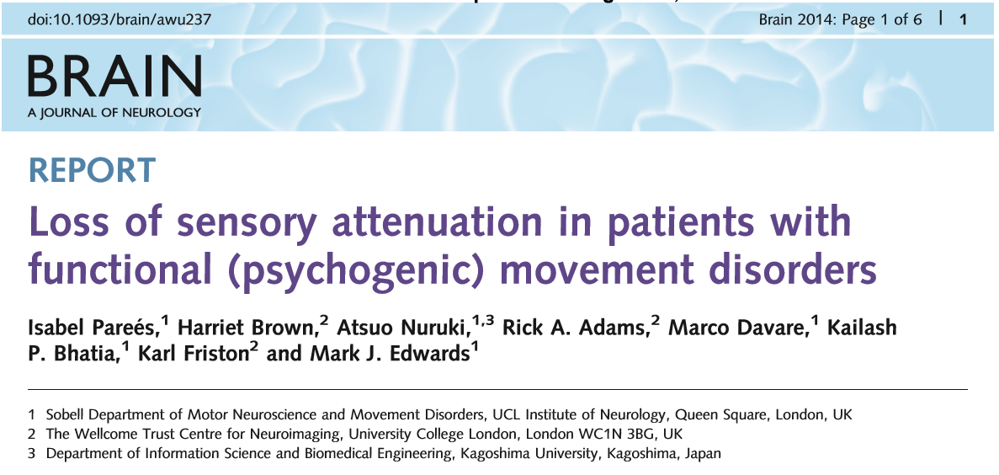 doi:10.1093/brain/awu237
Brain 2014: Page 1 of 6 | 1
BRAIN
A JOURNAL OF NEUROLOGY
REPORT
Loss of sensory attenuation in patients with
functional (psychogenic) movement disorders
Isabel Pareés,1 Harriet Brown,2 Atsuo Nuruki,1,3 Rick A. Adams,2 Marco Davare,1 Kailash
P. Bhatia,1 Karl Friston2 and Mark J. Edwards1
1 Sobell Department of Motor Neuroscience and Movement Disorders, UCL Institute of Neurology, Queen Square, London, UK
2 The Wellcome Trust Centre for Neuroimaging, University College London, London WC1N 3BG, UK
3 Department of Information Science and Biomedical Engineering, Kagoshima University, Kagoshima, Japan